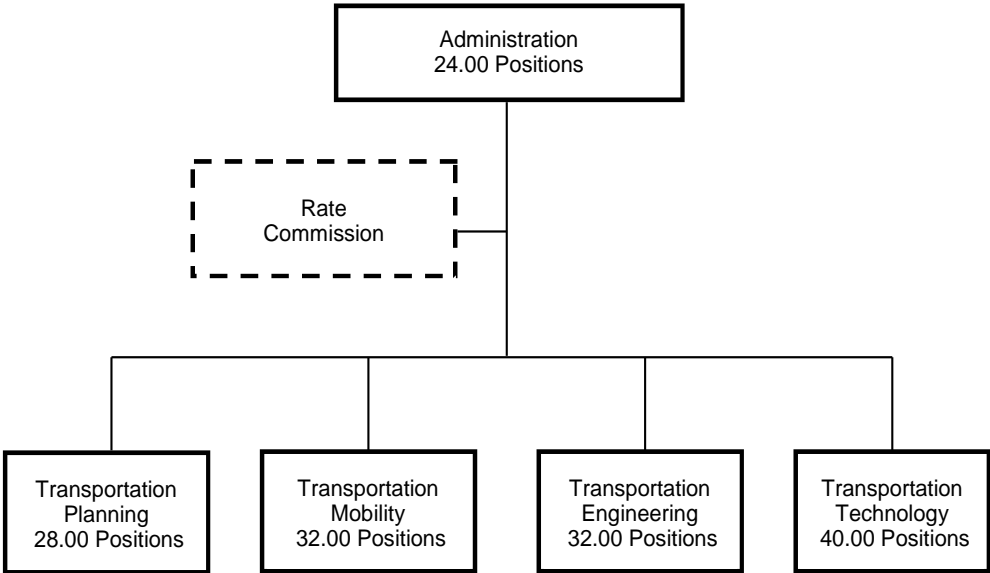 Administration
24.00 Positions
Rate
Commission
Transportation
Planning
28.00 Positions
Transportation
Mobility
32.00 Positions
Transportation
Engineering
32.00 Positions
Transportation
Technology
40.00 Positions